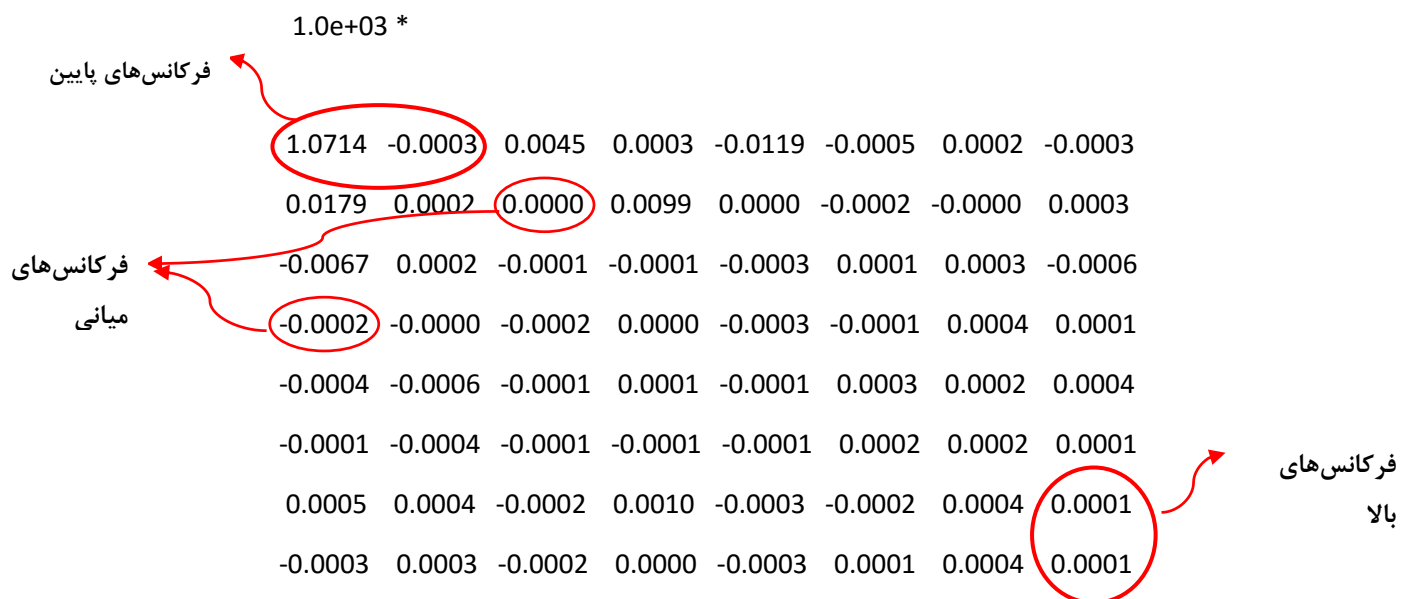 1.0e+03 *
فرکانس‌های پایین
1.0714 -0.0003 0.0045 0.0003 -0.0119 -0.0005 0.0002 -0.0003
0.0179 0.0002 0.0000 0.0099 0.0000 -0.0002 -0.0000 0.0003
فرکانس‌های
میانی
-0.0067 0.0002 -0.0001 -0.0001 -0.0003 0.0001 0.0003 -0.0006
-0.0002 -0.0000 -0.0002 0.0000 -0.0003 -0.0001 0.0004 0.0001
-0.0004 -0.0006 -0.0001 0.0001 -0.0001 0.0003 0.0002 0.0004
-0.0001 -0.0004 -0.0001 -0.0001 -0.0001 0.0002 0.0002 0.0001
فرکانس‌های
بالا
0.0005 0.0004 -0.0002 0.0010 -0.0003 -0.0002 0.0004 0.0001
-0.0003 0.0003 -0.0002 0.0000 -0.0003 0.0001 0.0004 0.0001